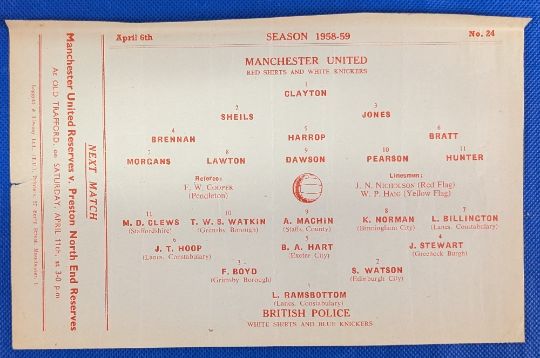 April 6th SEASON 1958-59 No. 24
MANCHESTER UNITED
RED SHIRTS AND WHITE KNICKERS
1
CLAYTON
2 3
SHEILS JONES
4 5 6
BRENNAN HARROP BRATT
7 8 9 10 11
MORGANS LAWTON DAWSON PEARSON HUNTER
Referee: Linesmen:
F. W. COOPER J. N. NICHOLSON (Red Flag)
(Pendleton) W. P. HANG (Yellow Flag)
11 10 9 8 7
M. D. CLEWS T. W. S. WATKIN A. MACHIN K. NORMAN L. BILLINGTON
(Staffordshire) (Grimsby Borough) (Staffs. County) (Birmingham City) (Lancs. Constabulary)
6 5 4
J. T. HOOP B. A. HART J. STEWART
(Lancs. Constabulary) (Exeter City) (Greenock Burgh)
3 2
F. BOYD S. WATSON
(Grimsby Borough) (Edinburgh City)
1
L. RAMSBOTTOM
(Lancs. Constabulary)
BRITISH POLICE
WHITE SHIRTS AND BLUE KNICKERS
NEXT MATCH
Manchester United Reserves v. Preston North End Reserves
At OLD TRAFFORD, on SATURDAY, APRIL 11th, at 3-0 p.m.